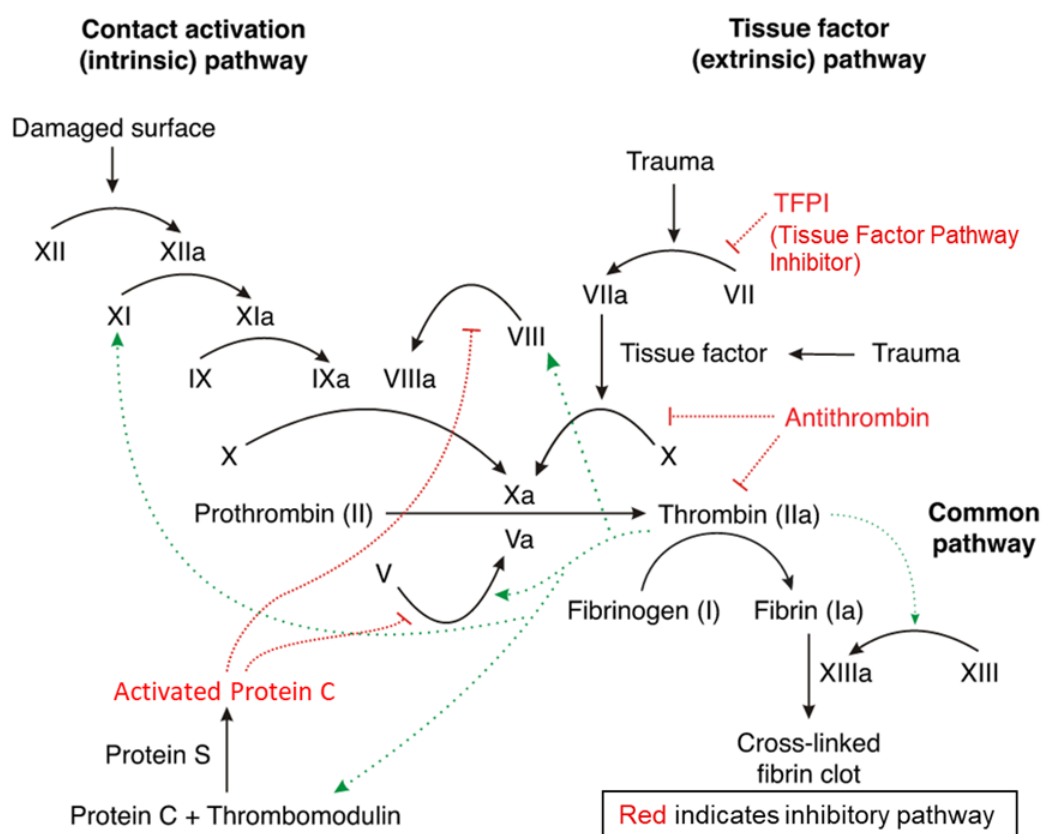 Contact activation
(intrinsic) pathway
Tissue factor
(extrinsic) pathway
Damaged surface
Trauma
TFPI
(Tissue Factor Pathway
Inhibitor)
XII
XIIa
VIIa
VII
XI
XIa
VIII
Tissue factor
Trauma
IX
IXa
VIIIa
Antithrombin
X
X
Xa
Prothrombin (II)
Thrombin (IIa)
Common
pathway
Va
V
Fibrinogen (I)
Fibrin (Ia)
XIIIa
XIII
Activated Protein C
Protein S
Cross-linked
fibrin clot
Protein C + Thrombomodulin
Red indicates inhibitory pathway